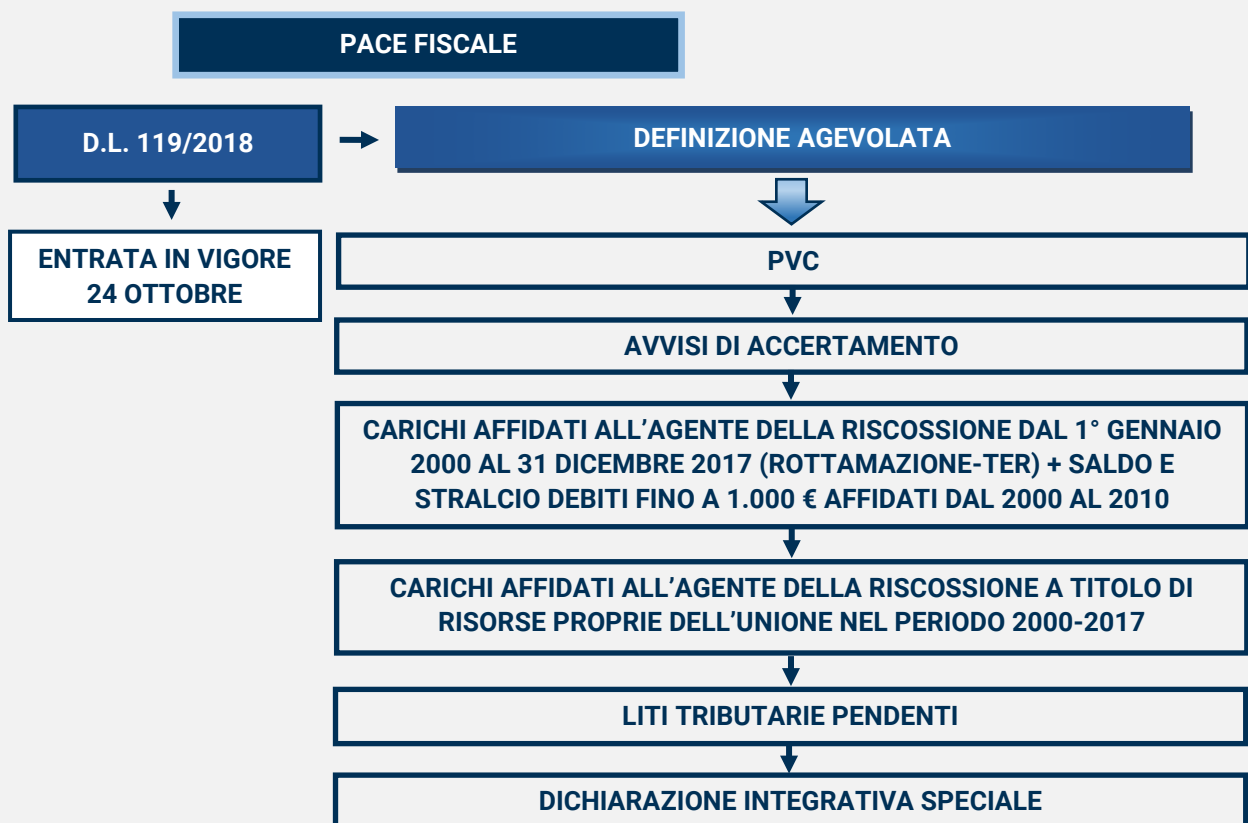 PACE FISCALE
D.L. 119/2018
DEFINIZIONE AGEVOLATA
ENTRATA IN VIGORE
24 OTTOBRE
PVC
AVVISI DI ACCERTAMENTO
CARICHI AFFIDATI ALL’AGENTE DELLA RISCOSSIONE DAL 1° GENNAIO
2000 AL 31 DICEMBRE 2017 (ROTTAMAZIONE-TER) + SALDO E
STRALCIO DEBITI FINO A 1.000 € AFFIDATI DAL 2000 AL 2010
CARICHI AFFIDATI ALL’AGENTE DELLA RISCOSSIONE A TITOLO DI
RISORSE PROPRIE DELL’UNIONE NEL PERIODO 2000-2017
LITI TRIBUTARIE PENDENTI
DICHIARAZIONE INTEGRATIVA SPECIALE